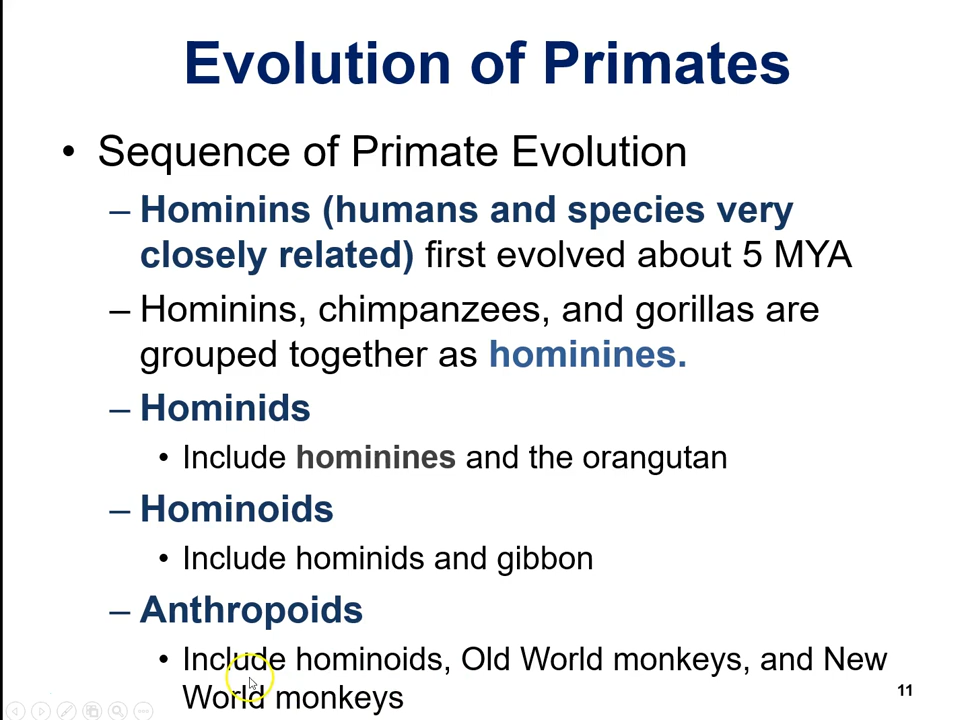 Evolution of Primates
• Sequence of Primate Evolution
– Hominins (humans and species very
closely related) first evolved about 5 MYA
– Hominins, chimpanzees, and gorillas are
grouped together as hominines.
– Hominids
• Include hominines and the orangutan
– Hominoids
• Include hominids and gibbon
– Anthropoids
• Include hominoids, Old World monkeys, and New
World monkeys
11